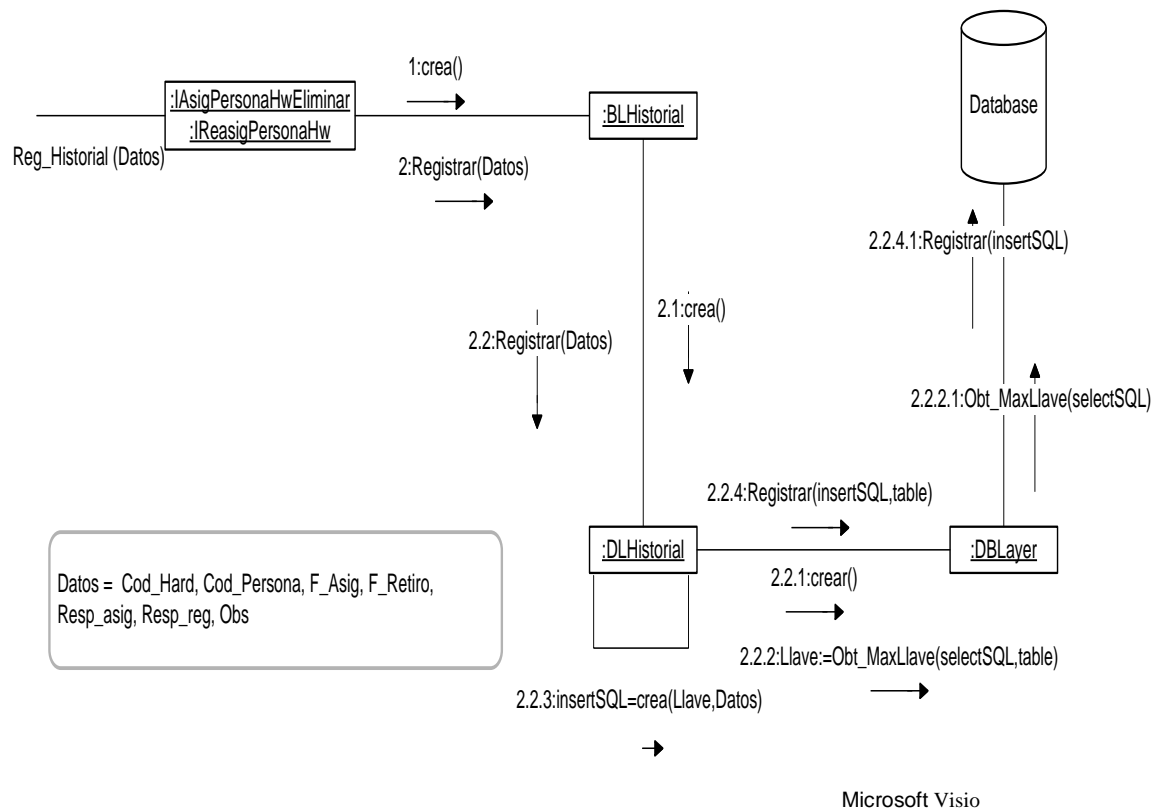 1:crea()
:IAsigPersonaHwEliminar
:IReasigPersonaHw
:BLHistorial
Database
Reg_Historial (Datos)
2:Registrar(Datos)
2.2.4.1:Registrar(insertSQL)
2.1:crea()
2.2:Registrar(Datos)
2.2.2.1:Obt_MaxLlave(selectSQL)
2.2.4:Registrar(insertSQL,table)
:DLHistorial
:DBLayer
2.2.1:crear()
Datos = Cod_Hard, Cod_Persona, F_Asig, F_Retiro,
Resp_asig, Resp_reg, Obs
2.2.2:Llave:=Obt_MaxLlave(selectSQL,table)
2.2.3:insertSQL=crea(Llave,Datos)
Microsoft Visio